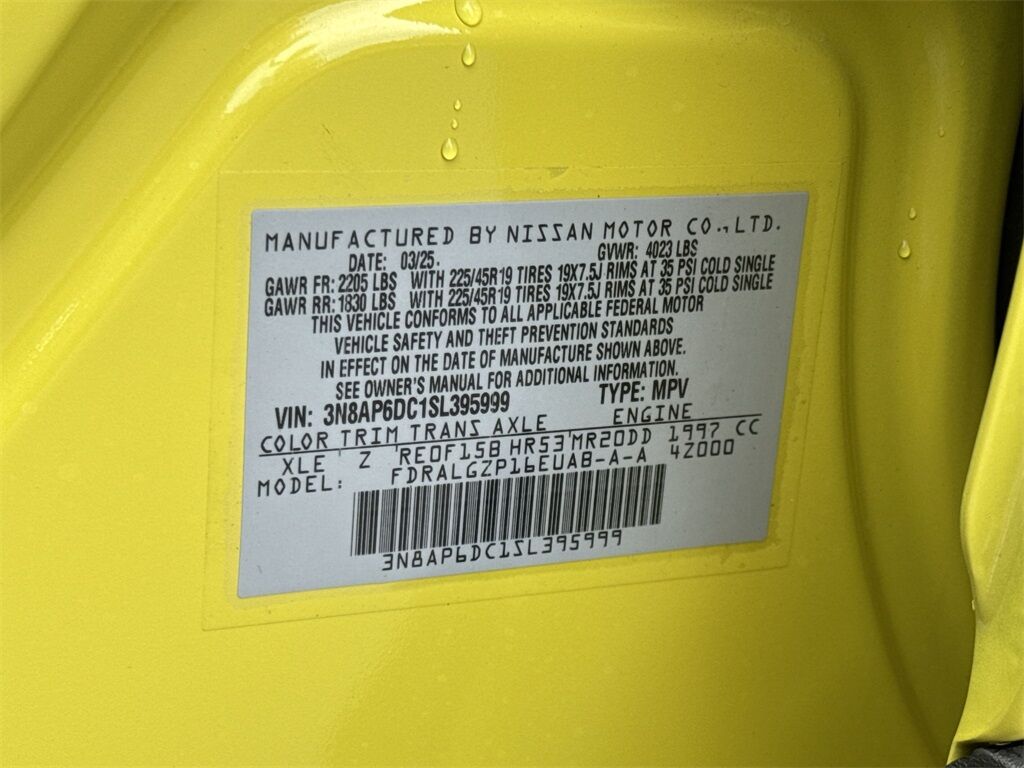 MANUFACTURED BY NISSAN MOTOR CO., LTD.
DATE: 03/25. GVWR: 4023 LBS
GAWR FR: 2205 LBS WITH 225/45R19 TIRES 19X7.5J RIMS AT 35 PSI COLD SINGLE
GAWR RR: 1830 LBS WITH 225/45R19 TIRES 19X7.5J RIMS AT 35 PSI COLD SINGLE
THIS VEHICLE CONFORMS TO ALL APPLICABLE FEDERAL MOTOR
VEHICLE SAFETY AND THEFT PREVENTION STANDARDS
IN EFFECT ON THE DATE OF MANUFACTURE SHOWN ABOVE.
SEE OWNER'S MANUAL FOR ADDITIONAL INFORMATION.
VIN: 3N8AP6DC1SL395999 TYPE: MPV
COLOR TRIM TRANS AXLE ENGINE
XLE Z RE0F15B HR53 MR20DD 1997 CC
MODEL: FDRALGZP16EUAB-A-A 42000
3N8AP6DC1SL395999